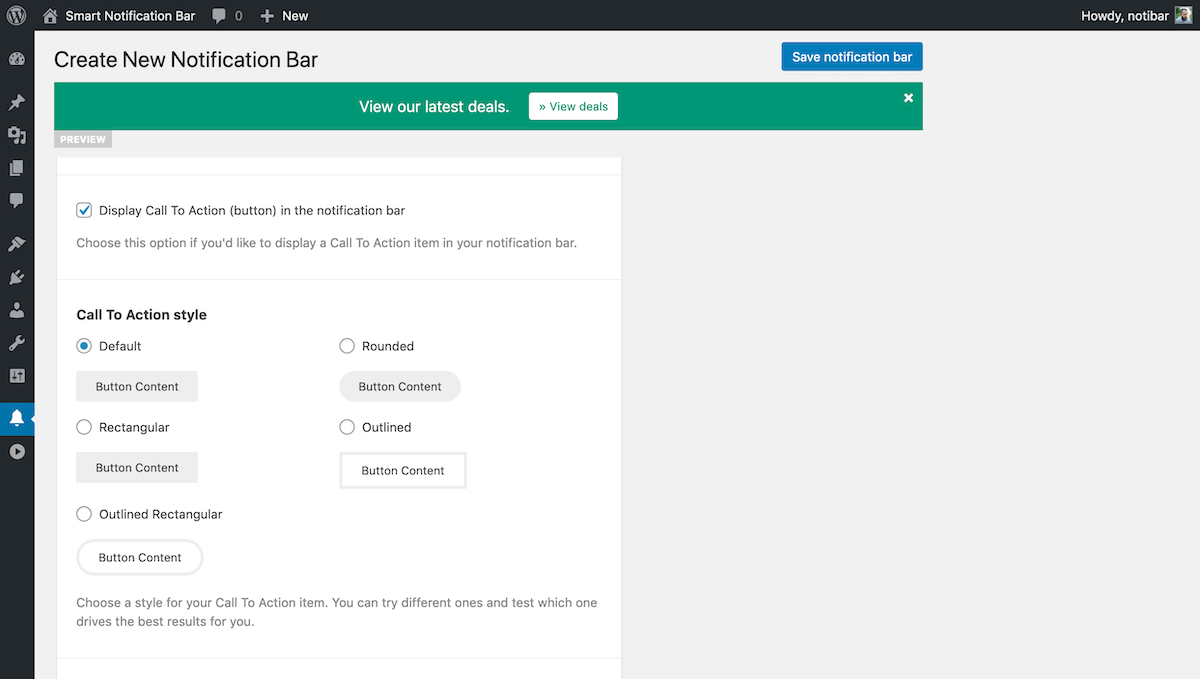 Smart Notification Bar 0 New Howdy, notibar
Create New Notification Bar
Save notification bar
View our latest deals. » View deals
PREVIEW
Display Call To Action (button) in the notification bar
Choose this option if you'd like to display a Call To Action item in your notification bar.
Call To Action style
Default Rounded
Button Content Button Content
Rectangular Outlined
Button Content Button Content
Outlined Rectangular
Button Content
Choose a style for your Call To Action item. You can try different ones and test which one
drives the best results for you.